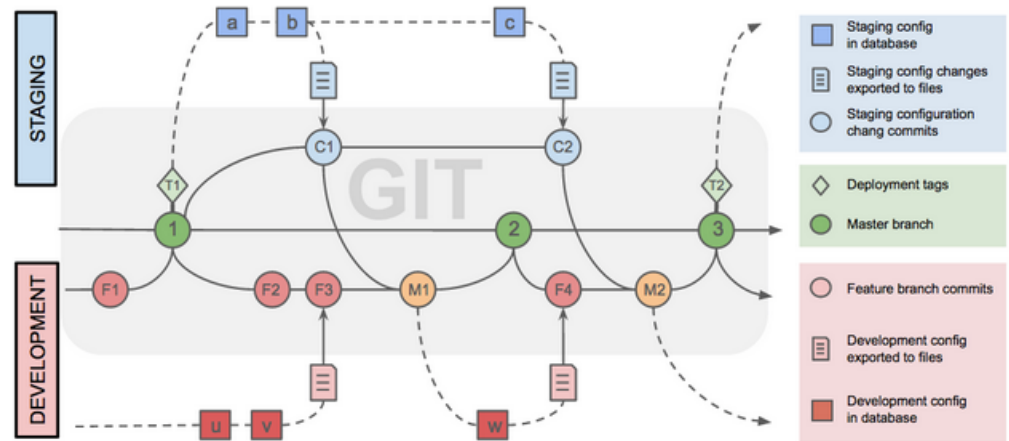 STAGING
a
b
c
Staging config
in database
Staging config changes
exported to files
Staging configuration
chang commits
C1
C2
GIT
T1
T2
Deployment tags
1
2
3
Master branch
DEVELOPMENT
F1
F2
F3
M1
F4
M2
Feature branch commits
Development config
exported to files
u
v
w
Development config
in database